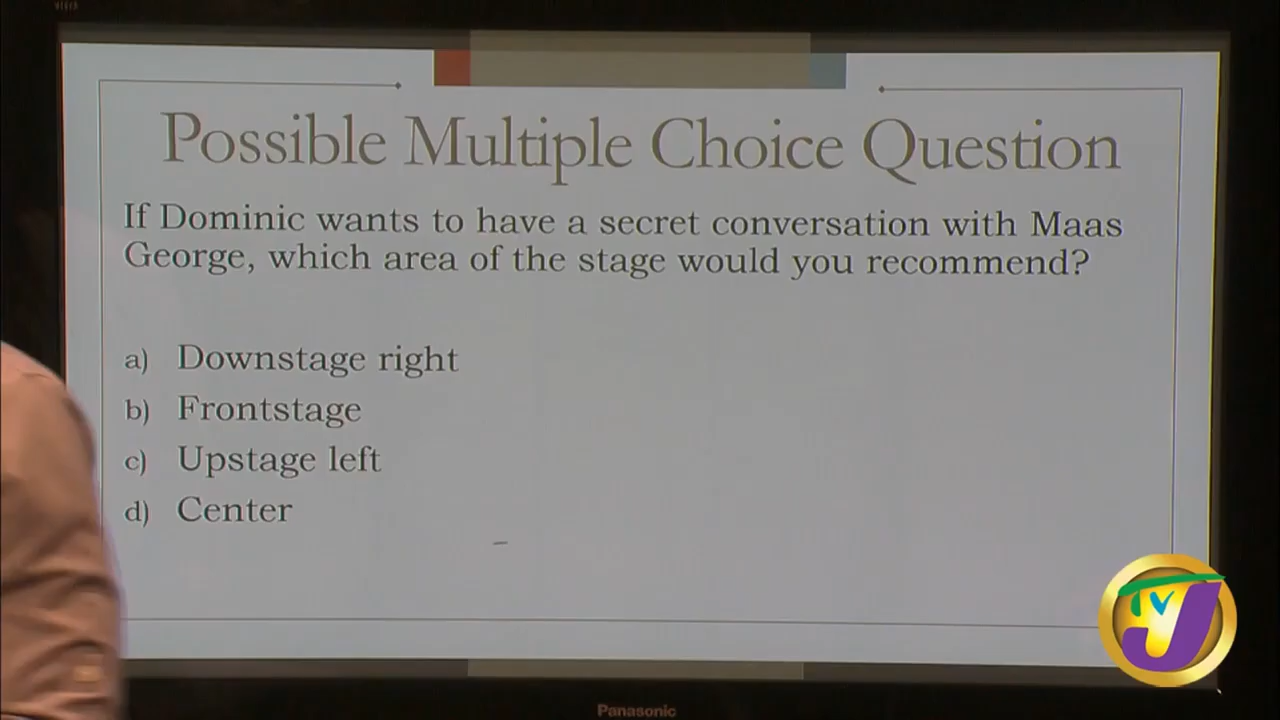 Possible Multiple Choice Question
If Dominic wants to have a secret conversation with Maas
George, which area of the stage would you recommend?
a) Downstage right
b) Frontstage
c) Upstage left
d) Center
TVJ
Panasonic